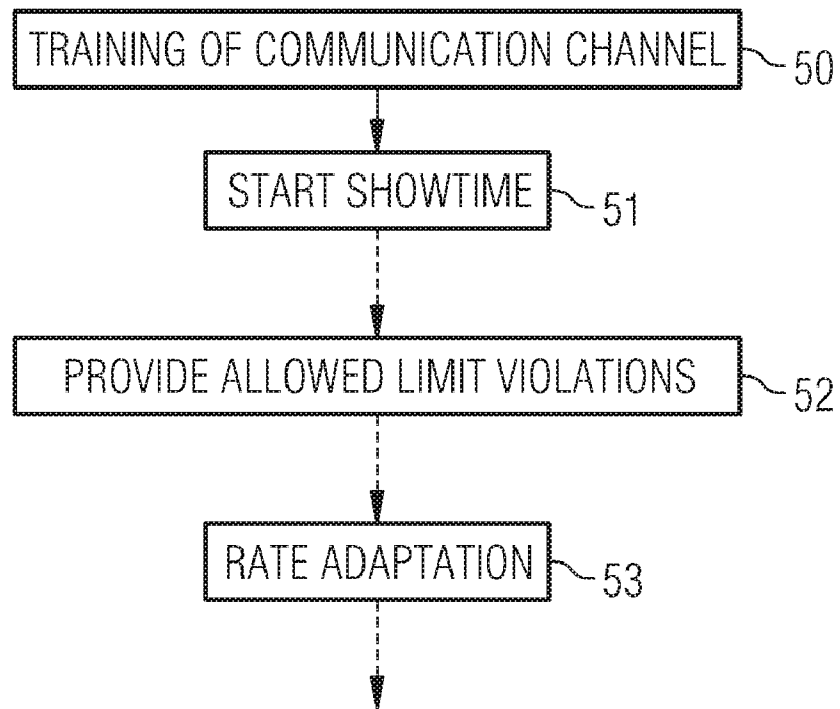 TRAINING OF COMMUNICATION CHANNEL
50
START SHOWTIME
51
PROVIDE ALLOWED LIMIT VIOLATIONS
52
RATE ADAPTATION
53